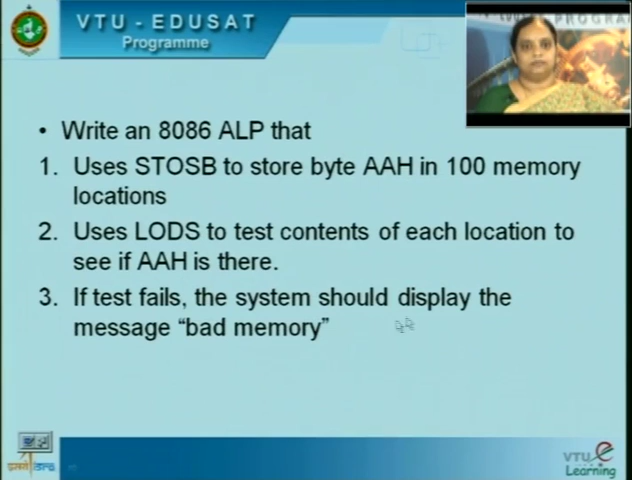 VTU - EDUSAT
Programme
• Write an 8086 ALP that
1. Uses STOSB to store byte AAH in 100 memory
locations
2. Uses LODS to test contents of each location to
see if AAH is there.
3. If test fails, the system should display the
message "bad memory"
VTU e
Learning